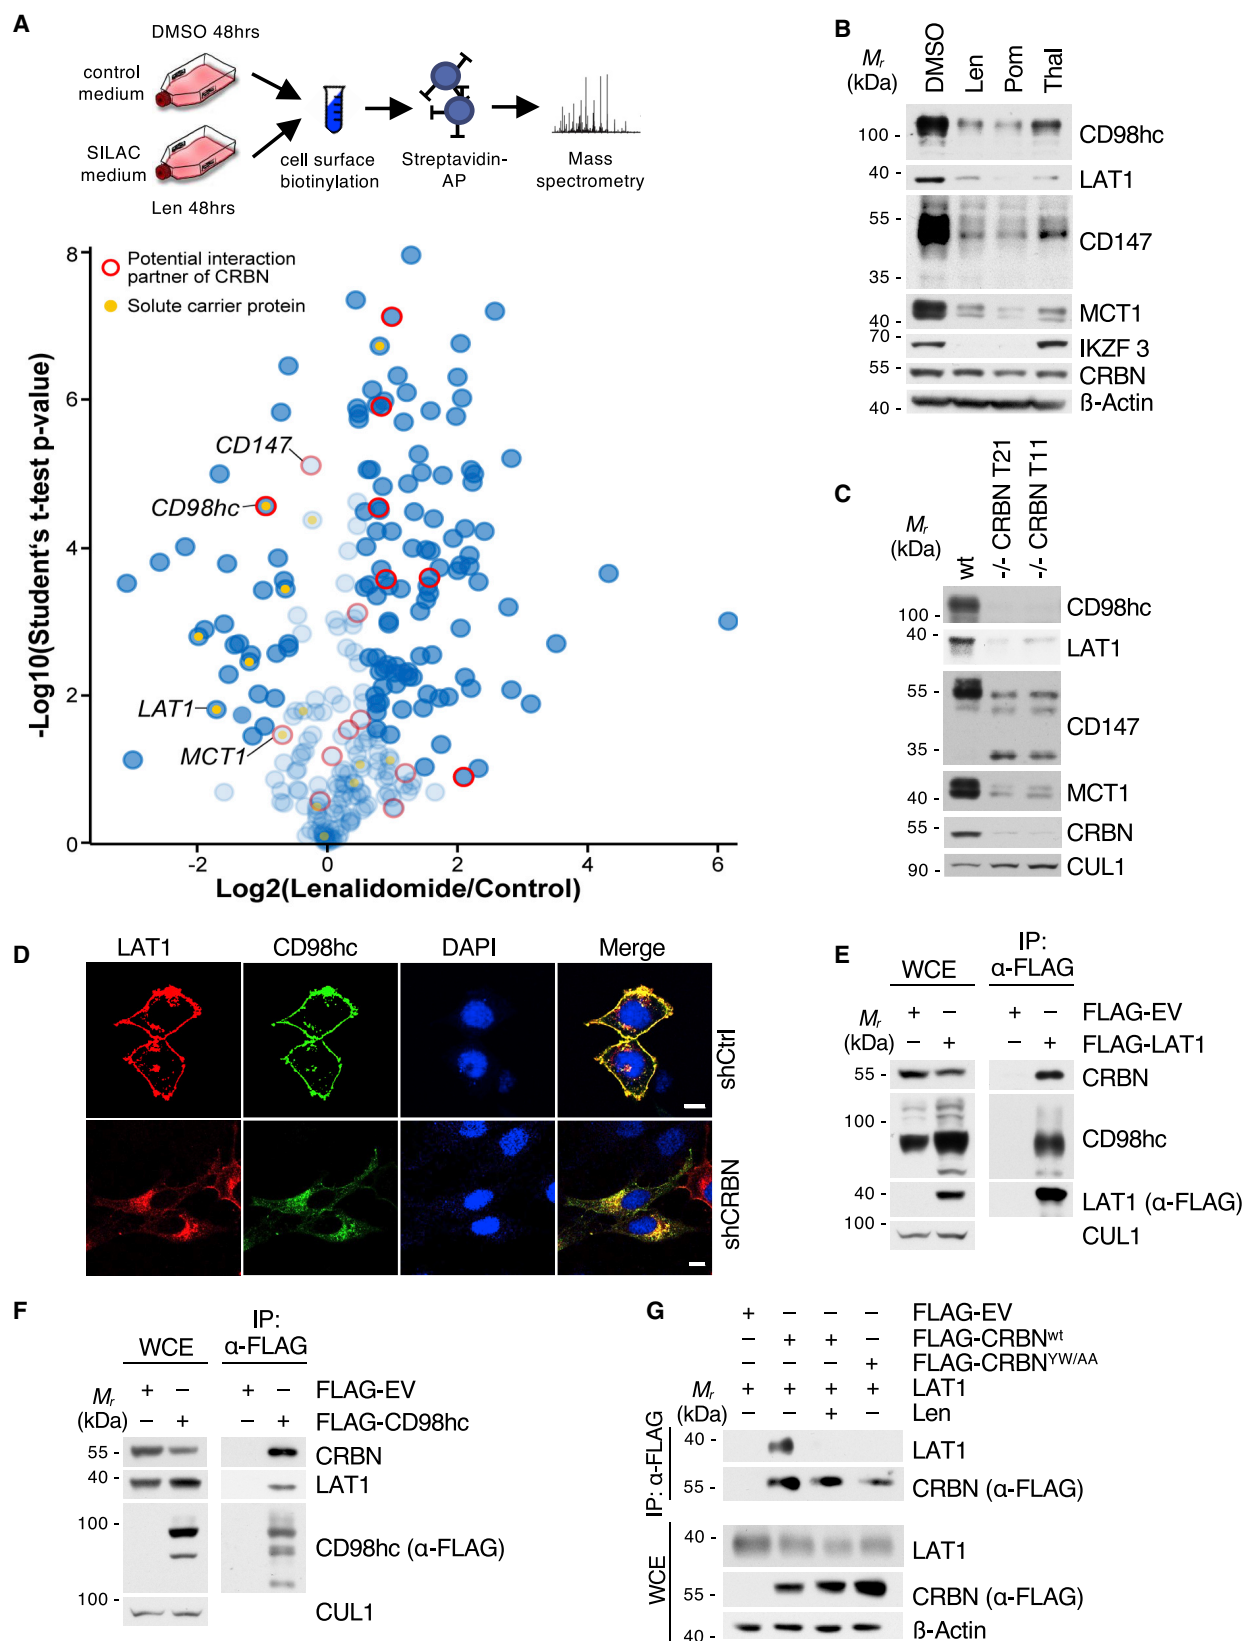 A
DMSO 48hrs
control
medium
SILAC
medium
Len 48hrs
cell surface
biotinylation
Streptavidin-
AP
Mass
spectrometry
-Log10(Student's t-test p-value)
8
6
4
2
0
Potential interaction
partner of CRBN
Solute carrier protein
CD147
CD98hc
LAT1
MCT1
-2 0 2 4 6
Log2(Lenalidomide/Control)
B
Mr
(kDa)
DMSO Len Pom Thal
100 - CD98hc
40 - LAT1
55 -
CD147
35 -
MCT1
40 -
70 -
IKZF 3
55 - CRBN
40 - ß-Actin
C
Mr
(kDa)
wt -/- CRBN T21 -/- CRBN T11
100 - CD98hc
40 -
LAT1
55 -
CD147
35 -
40 - MCT1
55 - CRBN
90 - CUL1
D
LAT1 CD98hc DAPI Merge
shCtrl
shCRBN
E
WCE IP:
α-FLAG
Mr
(kDa)
+ – + – FLAG-EV
– + – + FLAG-LAT1
55 - CRBN
100 -
CD98hc
40 - LAT1 (α-FLAG)
100 -
CUL1
F
WCE IP:
α-FLAG
Mr
(kDa)
+ – + – FLAG-EV
– + – + FLAG-CD98hc
55 - CRBN
40 - LAT1
100 -
CD98hc (α-FLAG)
100 -
CUL1
G
+ – – – FLAG-EV
– + + – FLAG-CRBNwt
– – – + FLAG-CRBNYW/AA
Mr
(kDa)
+ + + + LAT1
– – + – Len
IP: α-FLAG
40 - LAT1
55 - CRBN (α-FLAG)
WCE
40 - LAT1
55 - CRBN (α-FLAG)
40 - ß-Actin